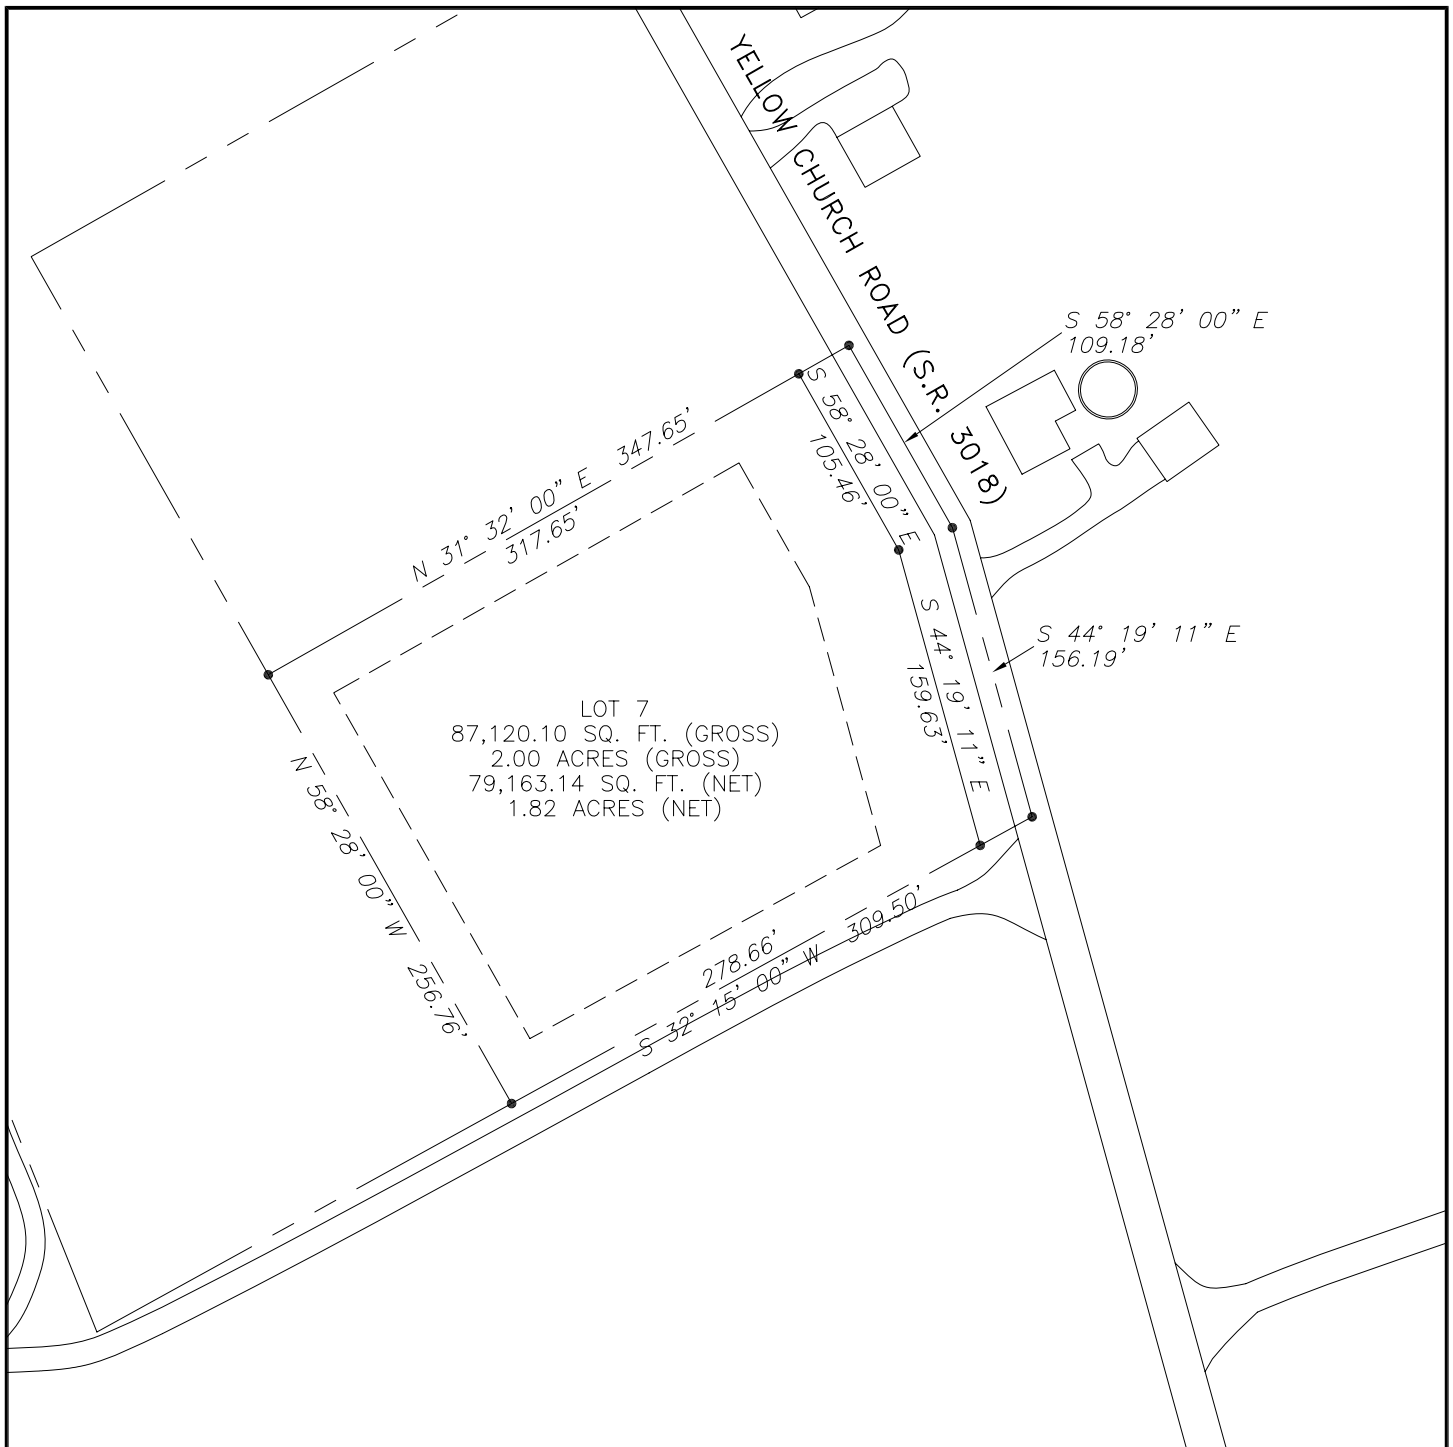 YELLOW CHURCH ROAD (S.R. 3018)
S 58° 28' 00" E
109.18'
S 58° 28' 00" E
105.46'
N 31° 32' 00" E 347.65'
317.65'
S 44° 19' 11" E
159.63'
S 44° 19' 11" E
156.19'
LOT 7
87,120.10 SQ. FT. (GROSS)
2.00 ACRES (GROSS)
79,163.14 SQ. FT. (NET)
1.82 ACRES (NET)
N 58° 28' 00" W 256.76'
278.66'
S 32° 15' 00" W 309.50'